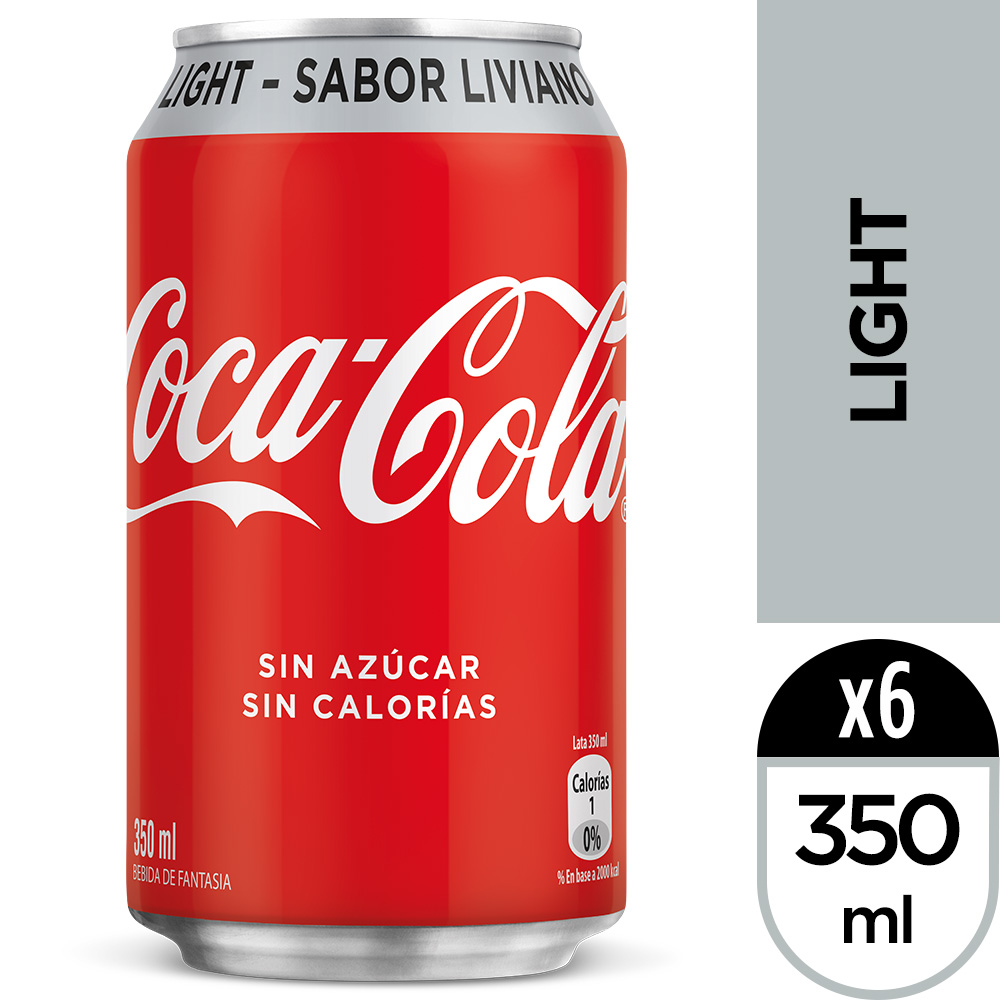 LIGHT - SABOR LIVIANO
Coca-Cola
SIN AZÚCAR
SIN CALORÍAS
Lata 350 ml
Calorías
1
0%
% En base a 2000 kcal
350 ml
BEBIDA DE FANTASIA
LIGHT
x6
350
ml